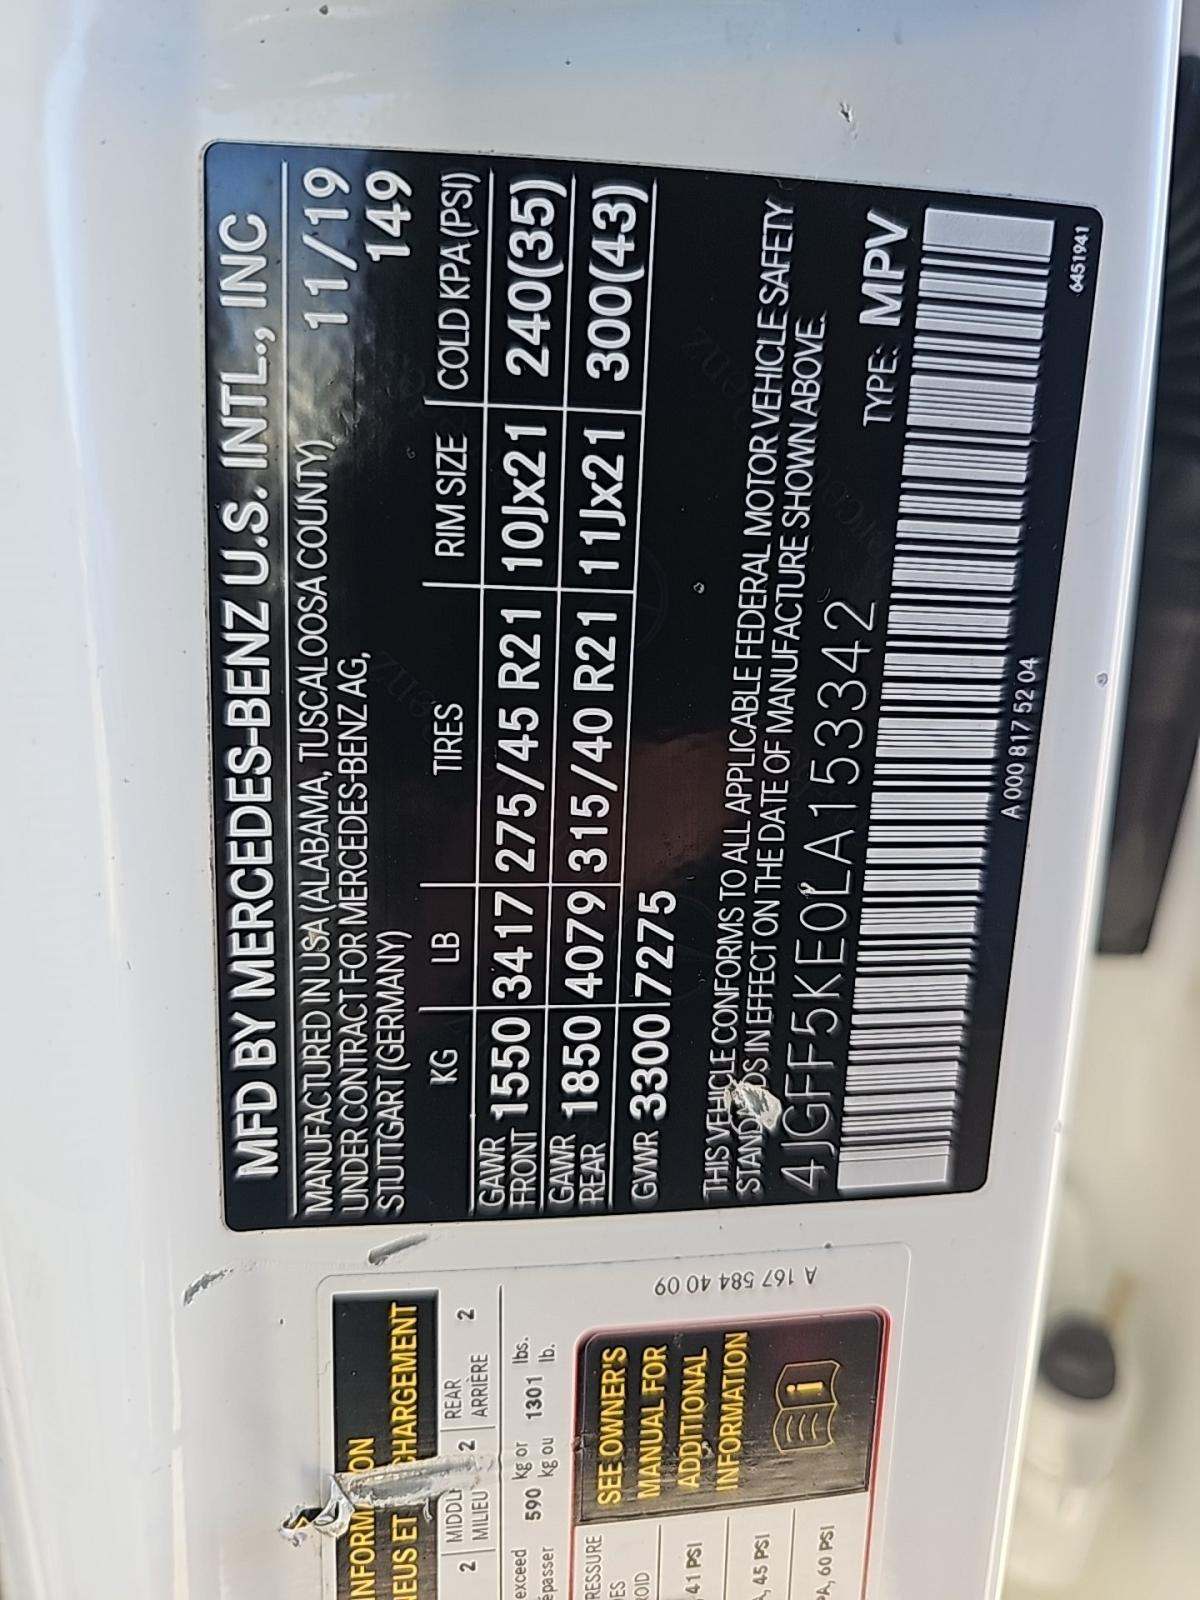 MFD BY MERCEDES-BENZ U.S. INTL., INC
MANUFACTURED IN USA (ALABAMA, TUSCALOOSA COUNTY) 11/19
UNDER CONTRACT FOR MERCEDES-BENZ AG, 149
STUTTGART (GERMANY)
KG LB TIRES RIM SIZE COLD KPA (PSI)
GAWR FRONT 1550 3417 275/45 R21 10Jx21 240(35)
GAWR REAR 1850 4079 315/40 R21 11Jx21 300(43)
GVWR 3300 7275
THIS VEHICLE CONFORMS TO ALL APPLICABLE FEDERAL MOTOR VEHICLE SAFETY
STANDARDS IN EFFECT ON THE DATE OF MANUFACTURE SHOWN ABOVE.
4JGFF5KE0LA153342 TYPE: MPV
A 000 817 52 04
6451941
A 167 584 40 09
CHARGEMENT
2 MIDDLE 2 REAR 2
MILIEU ARRIÈRE
exceed 590 kg or 1301 lbs.
kg ou lb.
SEE OWNER'S
MANUAL FOR
ADDITIONAL
INFORMATION
41 PSI
45 PSI
60 PSI